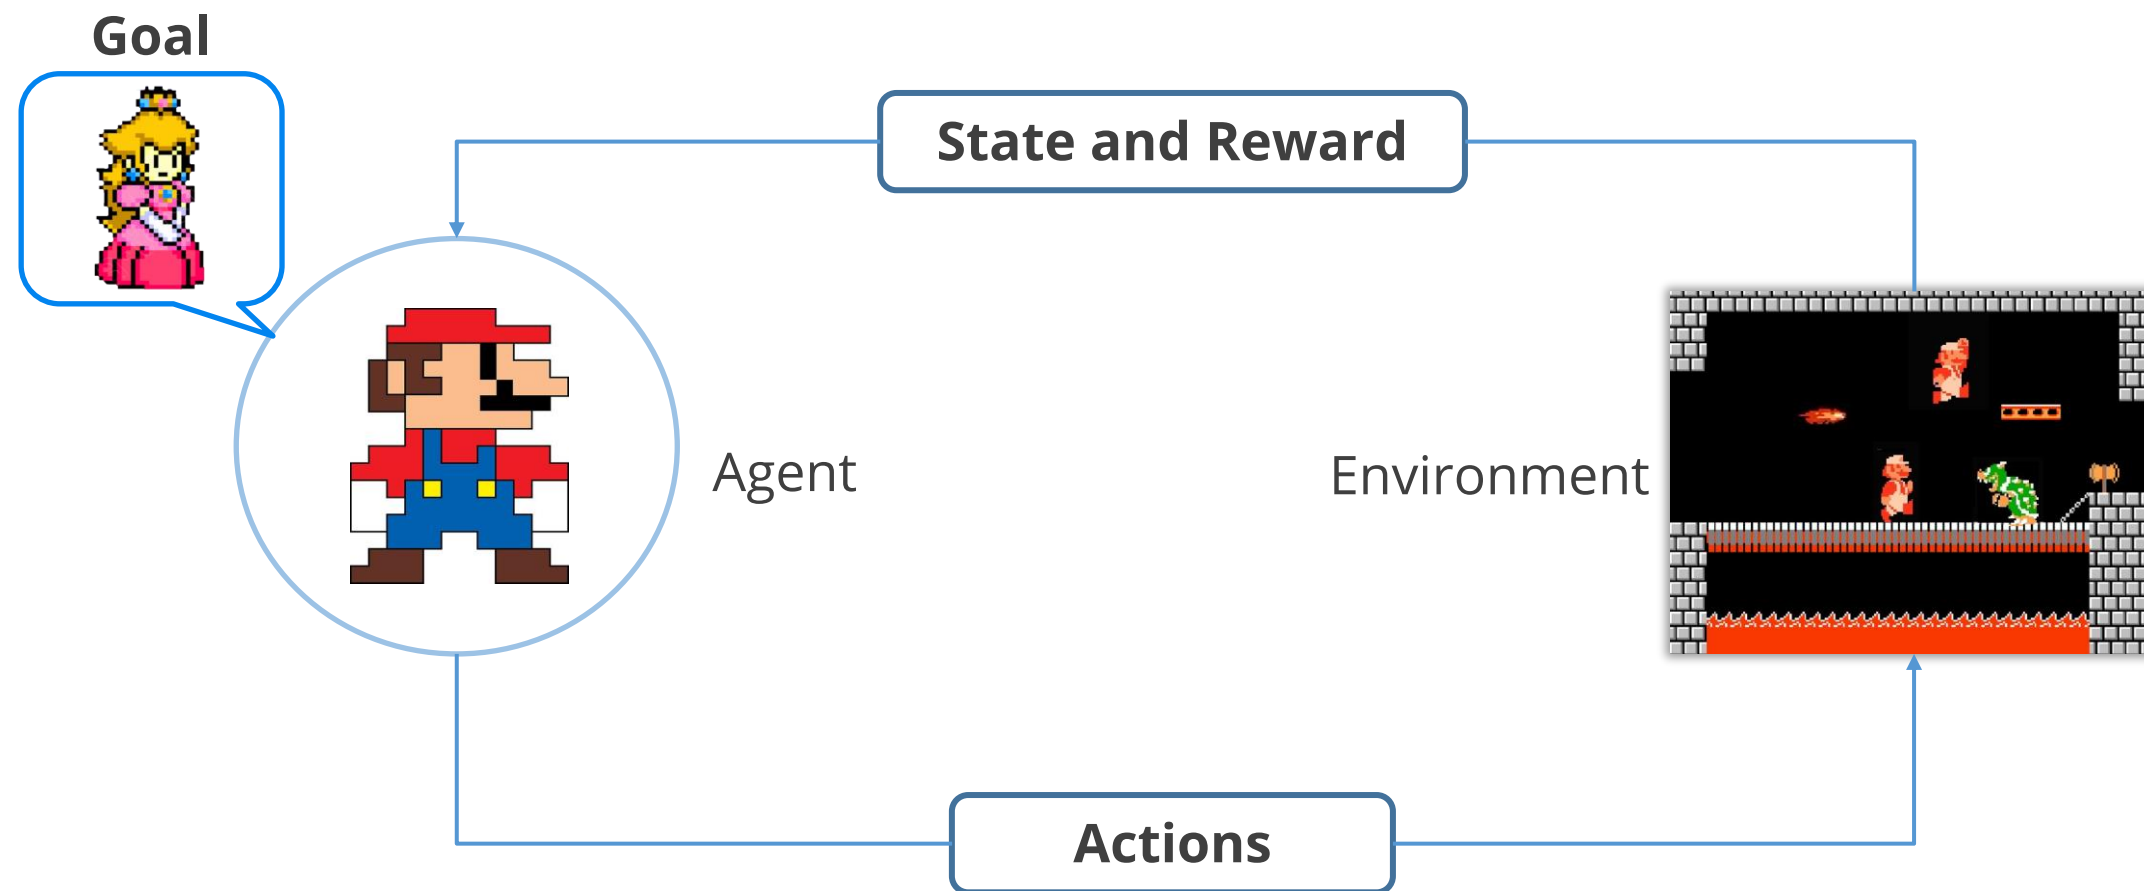 Goal
State and Reward
Agent
Environment
Actions